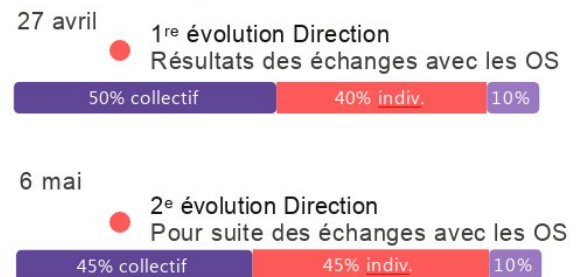 27 avril
1re évolution Direction
Résultats des échanges avec les OS
50% collectif 40% indiv. 10%
6 mai
2e évolution Direction
Pour suite des échanges avec les OS
45% collectif 45% indiv. 10%